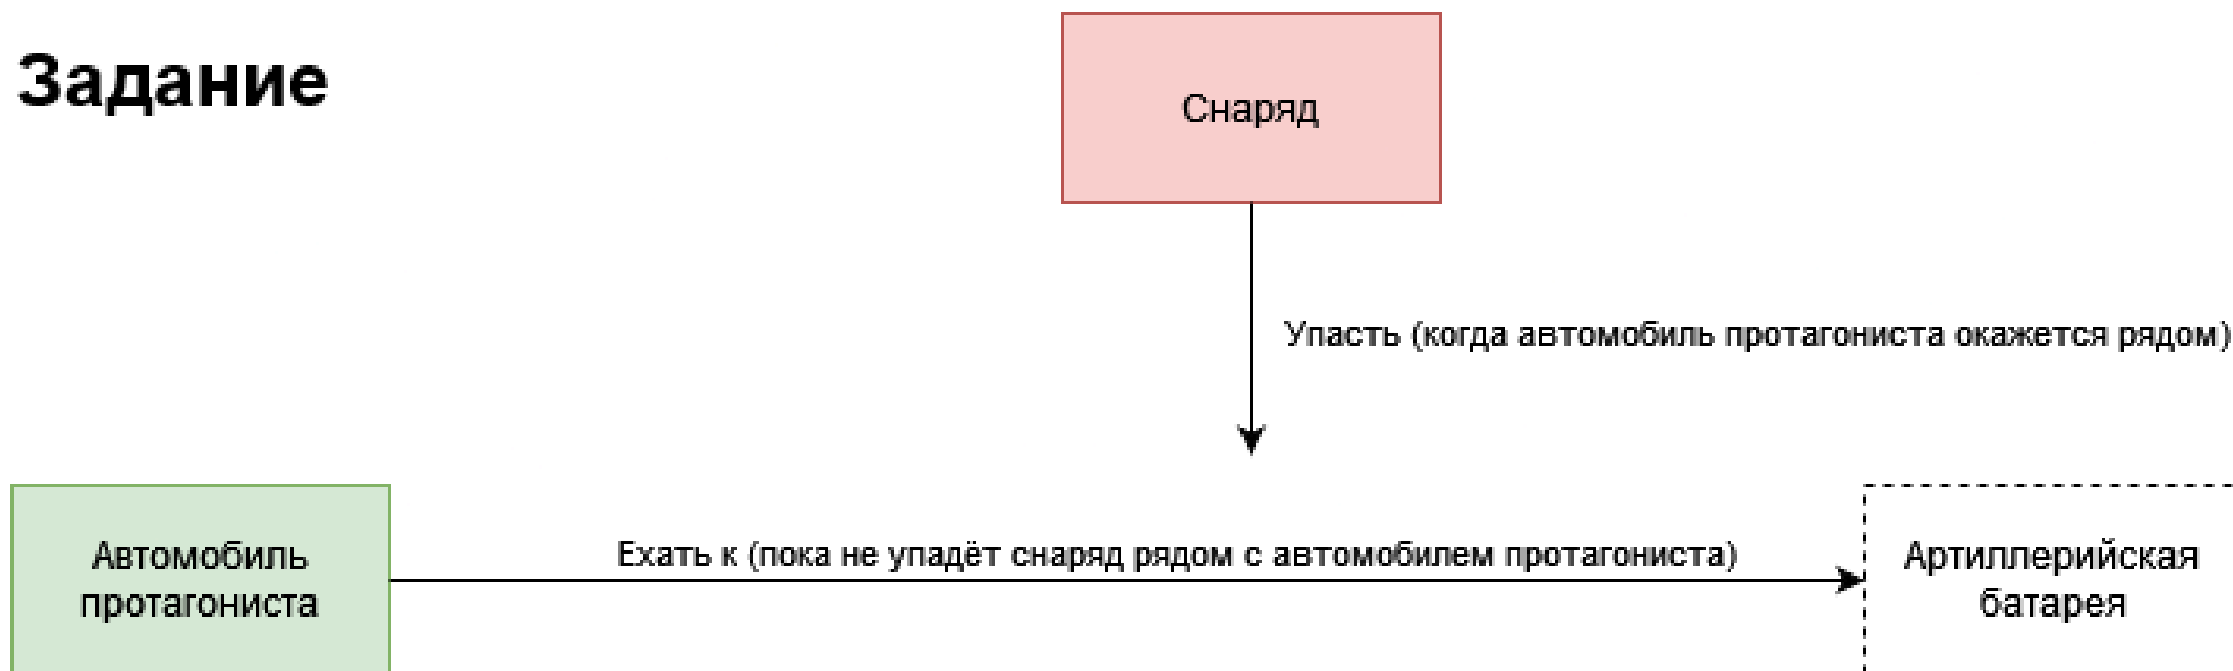 Задание
Снаряд
Упасть (когда автомобиль протагониста окажется рядом)
Ехать к (пока не упадёт снаряд рядом с автомобилем протагониста)
Автомобиль
протагониста
Артиллерийская
батарея